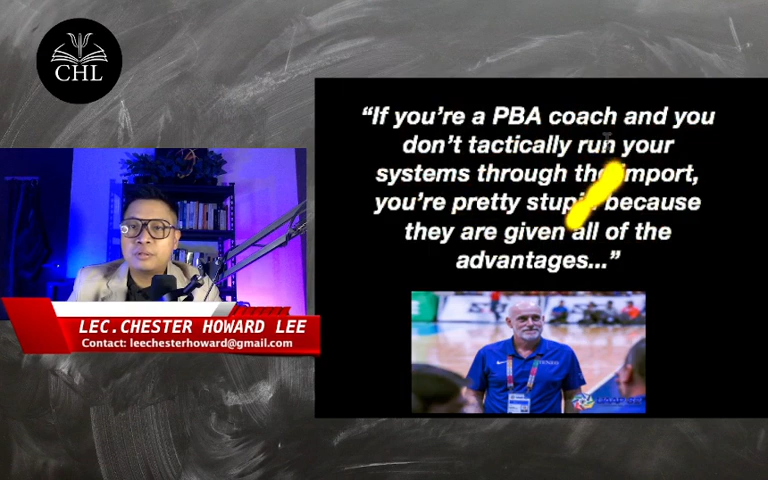 CHL
“If you’re a PBA coach and you
don’t tactically run your
systems through the import,
you’re pretty stupid because
they are given all of the
advantages...”
LEC.CHESTER HOWARD LEE
Contact: leechesterhoward@gmail.com